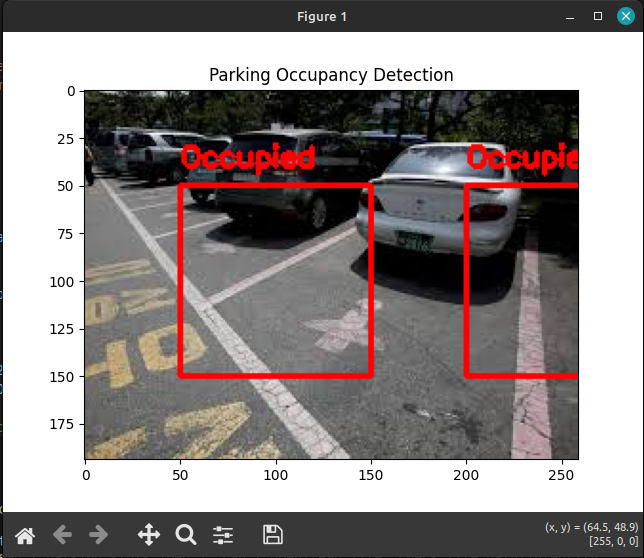 Figure 1
Parking Occupancy Detection
0
25
50
75
100
125
150
175
0 50 100 150 200 250
Occupied Occupie
(x, y) = (64.5, 48.9)
[255, 0, 0]